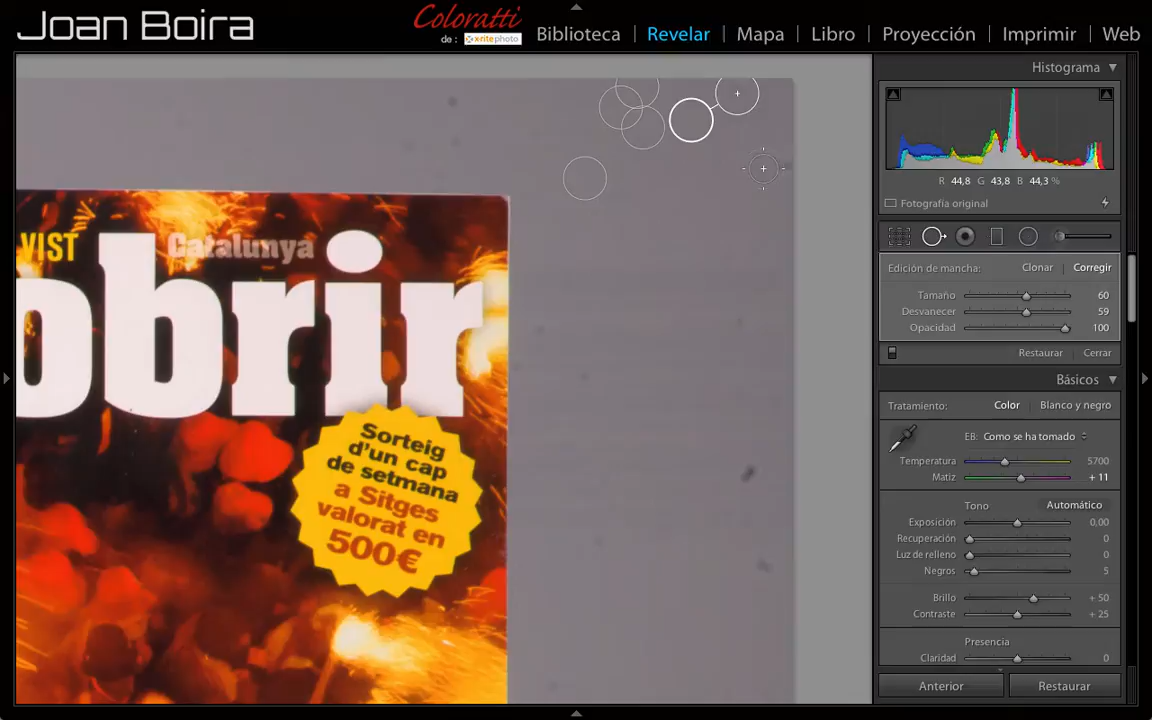 Joan Boira
Coloratti
de : x·ritephoto
Biblioteca | Revelar | Mapa | Libro | Proyección | Imprimir | Web
Histograma
R 44,8 G 43,8 B 44,3 %
Fotografía original
Edición de mancha: Clonar Corregir
Tamaño 60
Desvanecer 59
Opacidad 100
Restaurar Cerrar
Básicos
Tratamiento: Color Blanco y negro
EB: Como se ha tomado
Temperatura 5700
Matiz + 11
Tono Automático
Exposición 0,00
Recuperación 0
Luz de relleno 0
Negros 5
Brillo + 50
Contraste + 25
Presencia
Claridad 0
Anterior Restaurar
VIST
Catalunya
obrir
Sorteig
d'un cap
de setmana
a Sitges
valorat en
500€